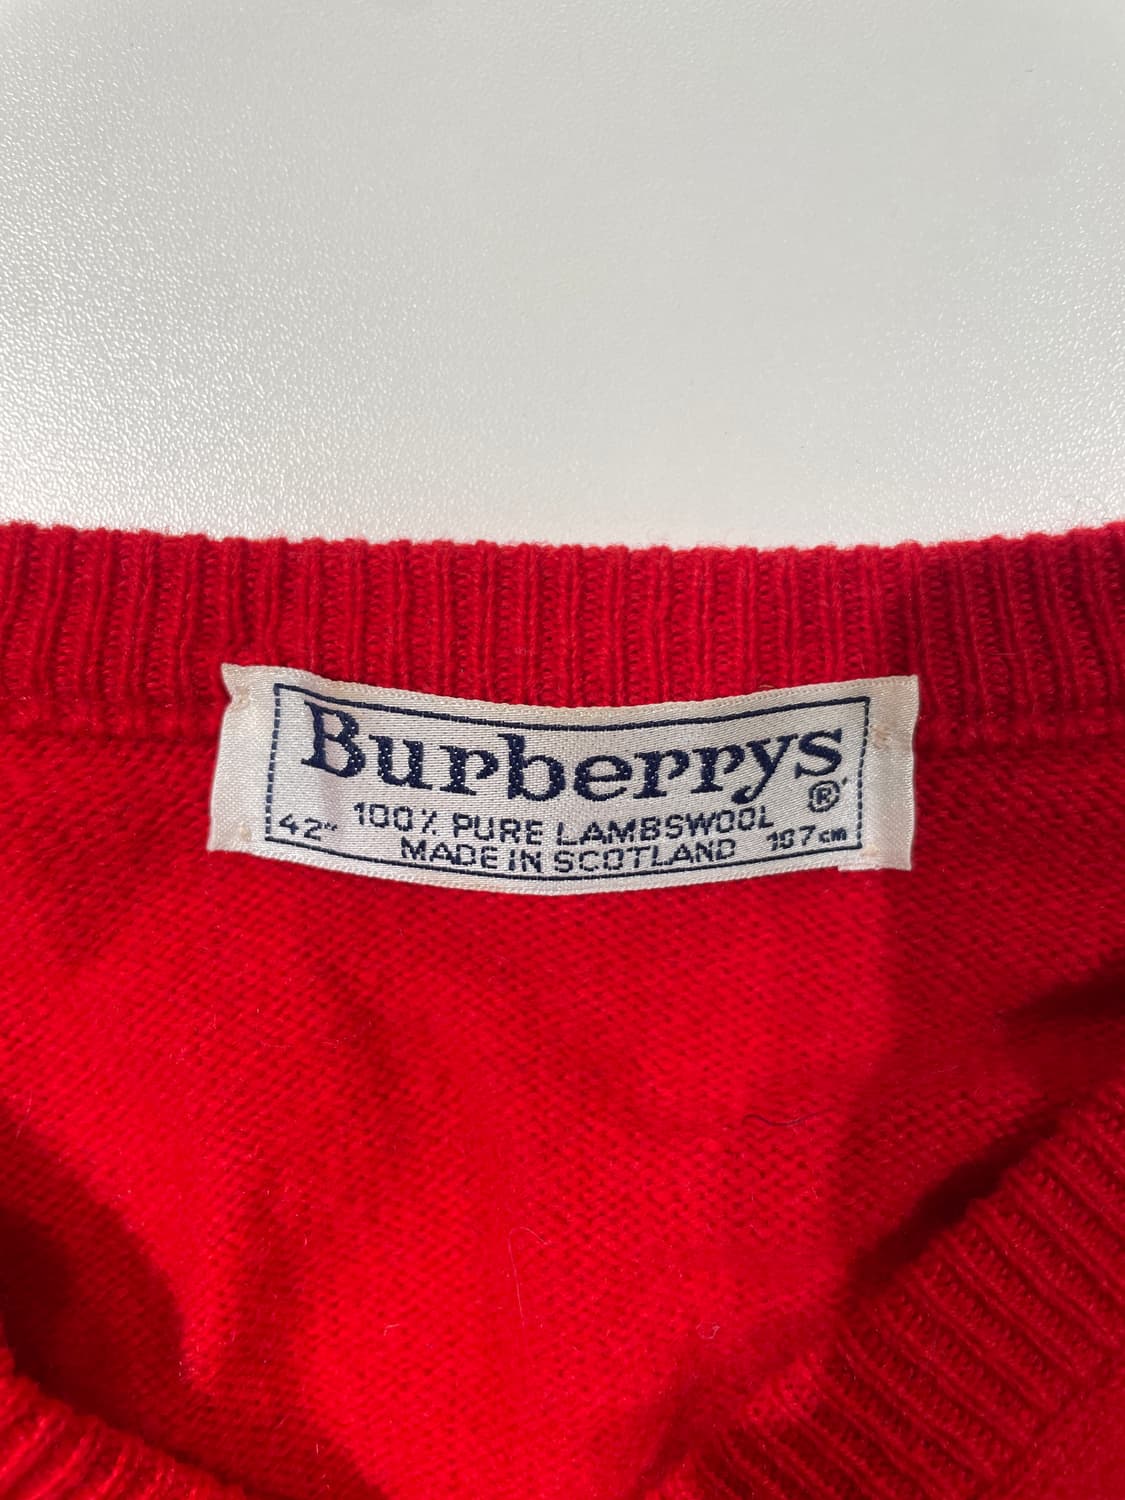 Burberrys
®
42" 100% PURE LAMBSWOOL
MADE IN SCOTLAND 107cm